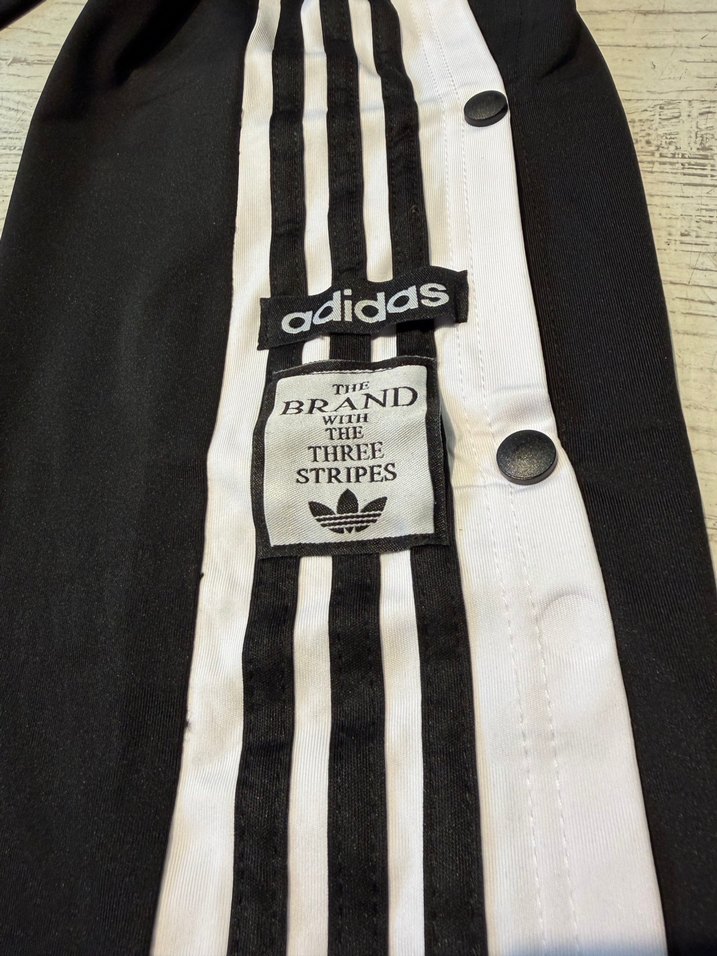 adidas
THE
BRAND
WITH
THE
THREE
STRIPES